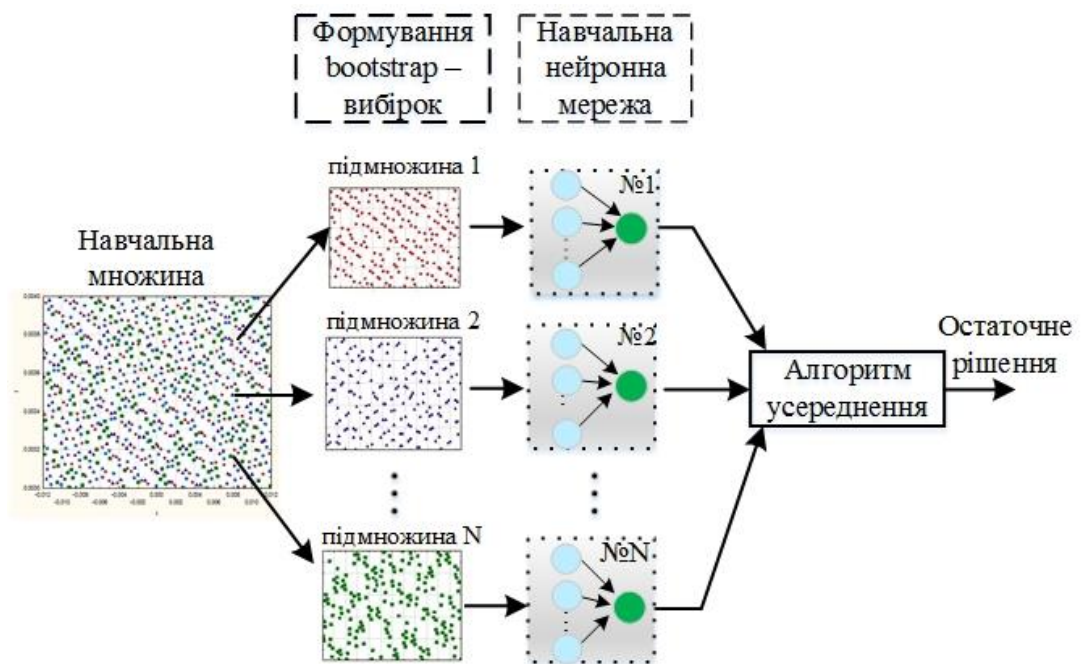 Формування
bootstrap –
вибірок
Навчальна
нейронна
мережа
підмножина 1
№1
Навчальна
множина
підмножина 2
№2
Остаточне
рішення
Алгоритм
усереднення
підмножина N
№N